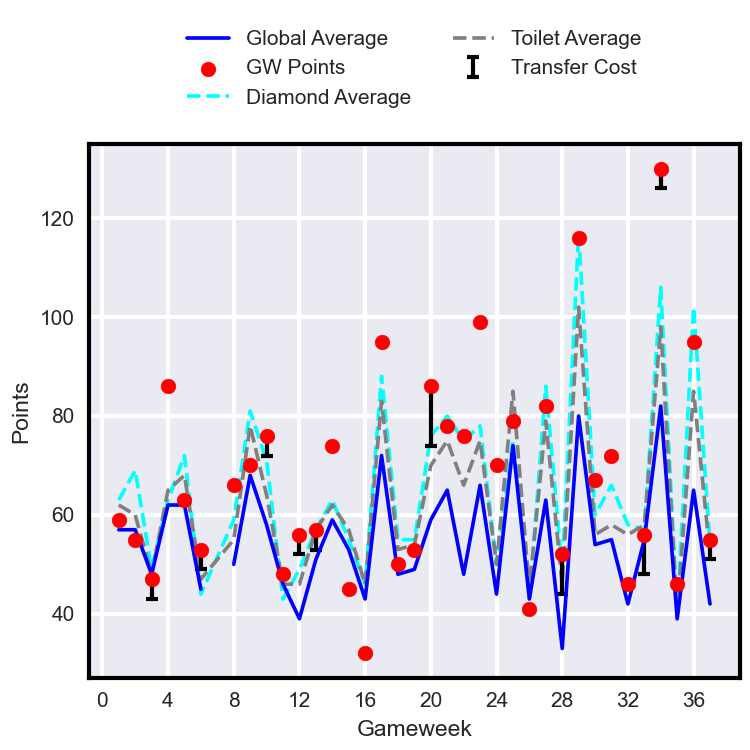 Global Average
GW Points
Diamond Average
Toilet Average
Transfer Cost
120
100
80
60
40
Points
0 4 8 12 16 20 24 28 32 36
Gameweek